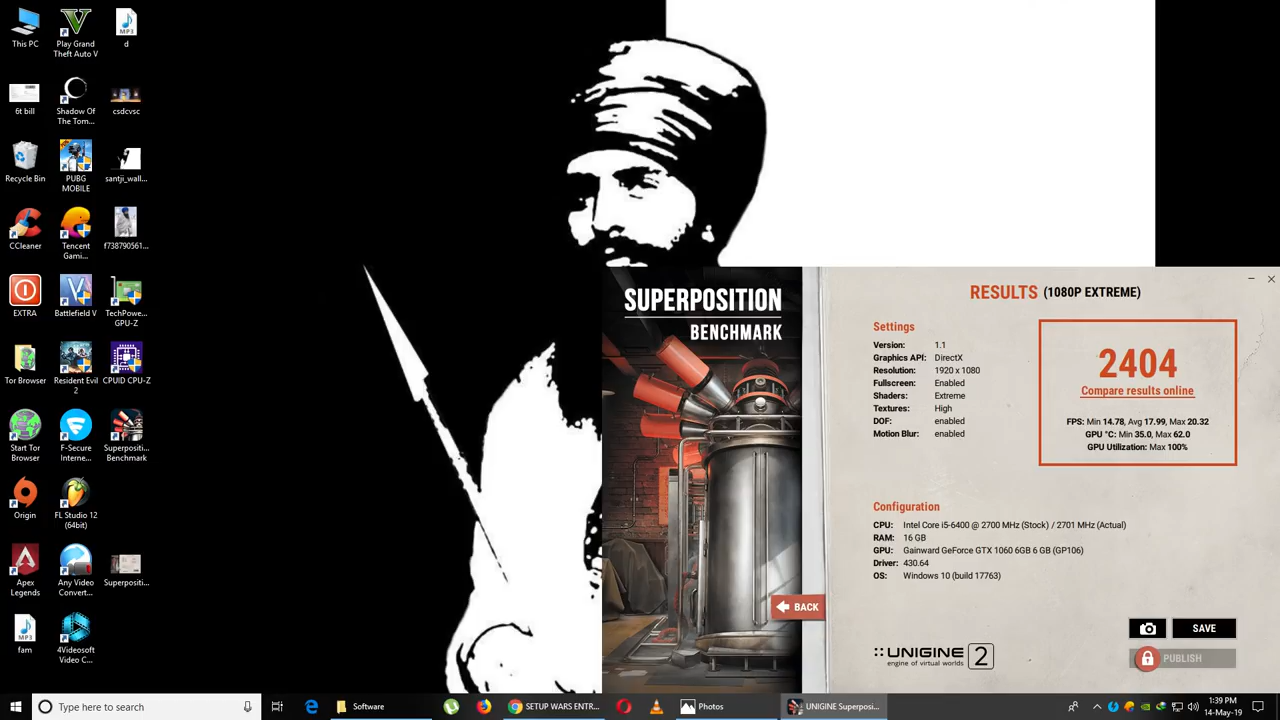 This PC
Play Grand
Theft Auto V
d
6t bill
Shadow Of
The Tom...
csdcvsc
Recycle Bin
PUBG
MOBILE
santji_wall...
CCleaner
Tencent
Gami...
f738790561...
EXTRA
Battlefield V
TechPowe...
GPU-Z
Tor Browser
Resident Evil
2
CPUID CPU-Z
Start Tor
Browser
F-Secure
Interne...
Superpositi...
Benchmark
Origin
FL Studio 12
(64bit)
Apex
Legends
Any Video
Convert...
Superpositi...
MP3
fam
4Videosoft
Video C...
SUPERPOSITION
BENCHMARK
RESULTS (1080P EXTREME)
Settings
Version: 1.1
Graphics API: DirectX
Resolution: 1920 x 1080
Fullscreen: Enabled
Shaders: Extreme
Textures: High
DOF: enabled
Motion Blur: enabled
2404
Compare results online
FPS: Min 14.78, Avg 17.99, Max 20.32
GPU °C: Min 35.0, Max 62.0
GPU Utilization: Max 100%
Configuration
CPU: Intel Core i5-6400 @ 2700 MHz (Stock) / 2701 MHz (Actual)
RAM: 16 GB
GPU: Gainward GeForce GTX 1060 6GB 6 GB (GP106)
Driver: 430.64
OS: Windows 10 (build 17763)
BACK
SAVE
PUBLISH
UNIGINE 2
engine of virtual worlds
Type here to search
Software
SETUP WARS ENTR...
Photos
UNIGINE Superposi...
1:39 PM
14-May-19